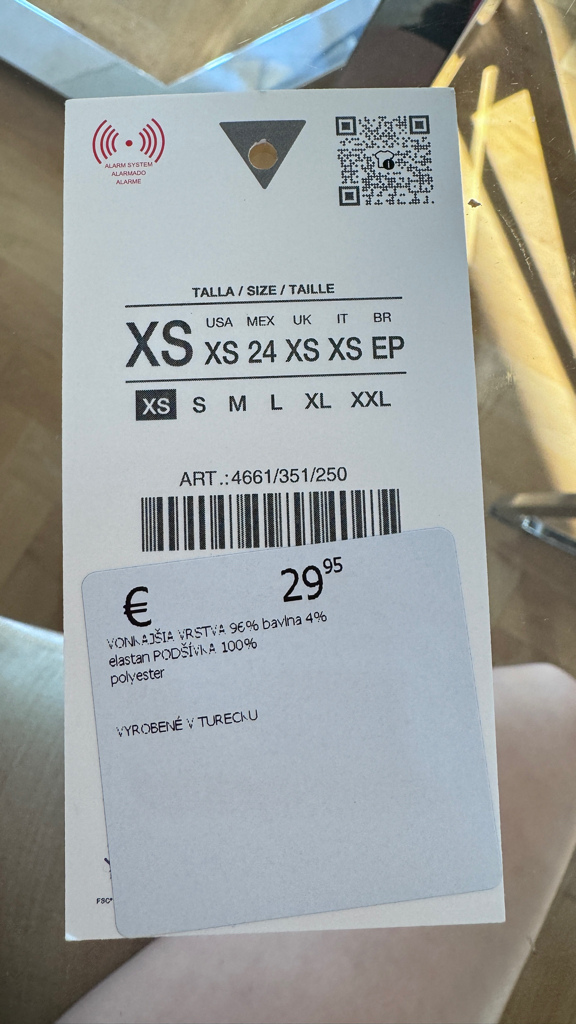 ALARM SYSTEM
ALARMADO
ALARME
TALLA / SIZE / TAILLE
XS
USA MEX UK IT BR
XS 24 XS XS EP
XS S M L XL XXL
ART.:4661/351/250
€ 29⁹⁵
VONKAJŠIA VRSTVA 96% bavlna 4%
elastan PODŠÍVKA 100%
polyester
VYROBENÉ V TURECKU
FSC